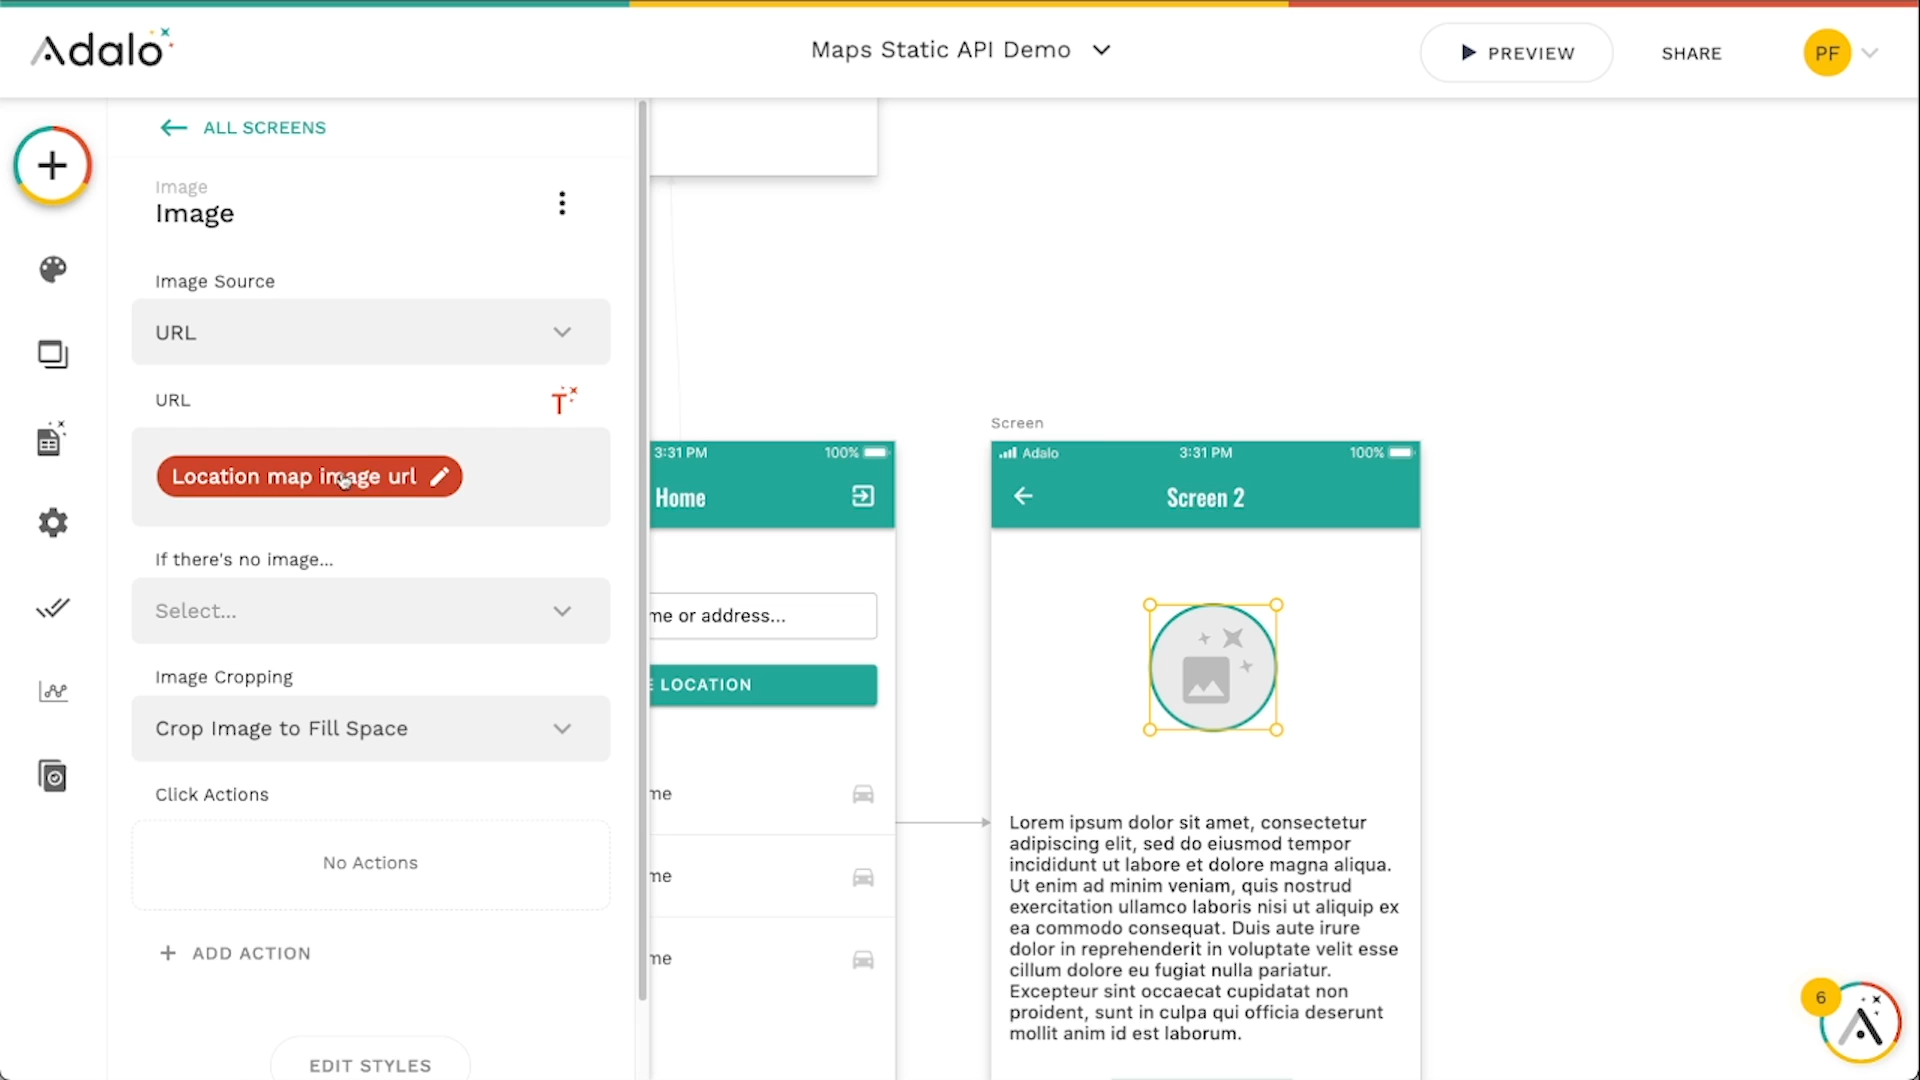 Adalo
Maps Static API Demo
PREVIEW
SHARE
PF
ALL SCREENS
Image
Image
Image Source
URL
URL
T
Location map image url
If there's no image...
Select...
Image Cropping
Crop Image to Fill Space
Click Actions
No Actions
+ ADD ACTION
EDIT STYLES
3:31 PM
100%
Home
me or address...
LOCATION
me
me
me
Screen
Adalo
3:31 PM
100%
Screen 2
Lorem ipsum dolor sit amet, consectetur
adipiscing elit, sed do eiusmod tempor
incididunt ut labore et dolore magna aliqua.
Ut enim ad minim veniam, quis nostrud
exercitation ullamco laboris nisi ut aliquip ex
ea commodo consequat. Duis aute irure
dolor in reprehenderit in voluptate velit esse
cillum dolore eu fugiat nulla pariatur.
Excepteur sint occaecat cupidatat non
proident, sunt in culpa qui officia deserunt
mollit anim id est laborum.
6